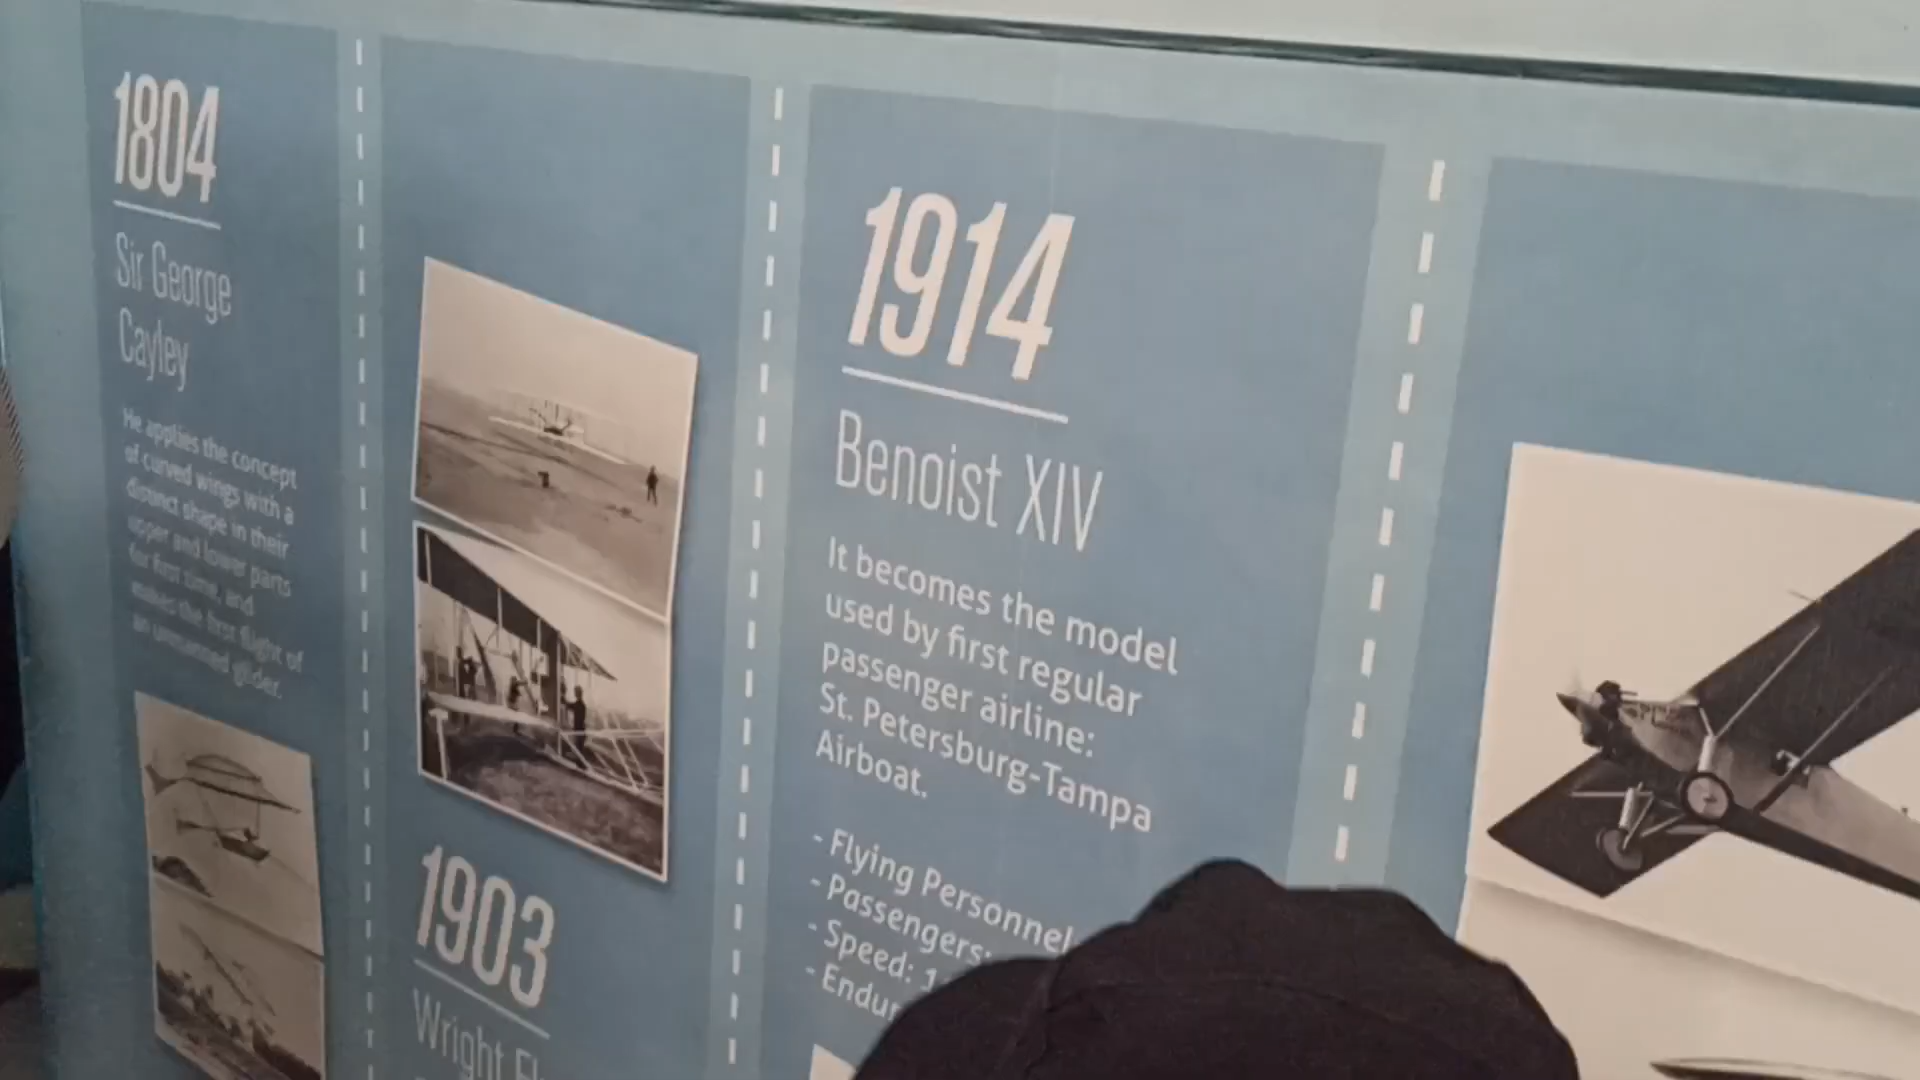 1804
Sir George
Cayley
He applies the concept
of curved wings with a
distinct shape in their
upper and lower parts
for first time, and
makes the first flight of
an unmanned glider.
1903
Wright
1914
Benoist XIV
It becomes the model
used by first regular
passenger airline:
St. Petersburg-Tampa
Airboat.
- Flying Personnel
- Passengers:
- Speed: 1